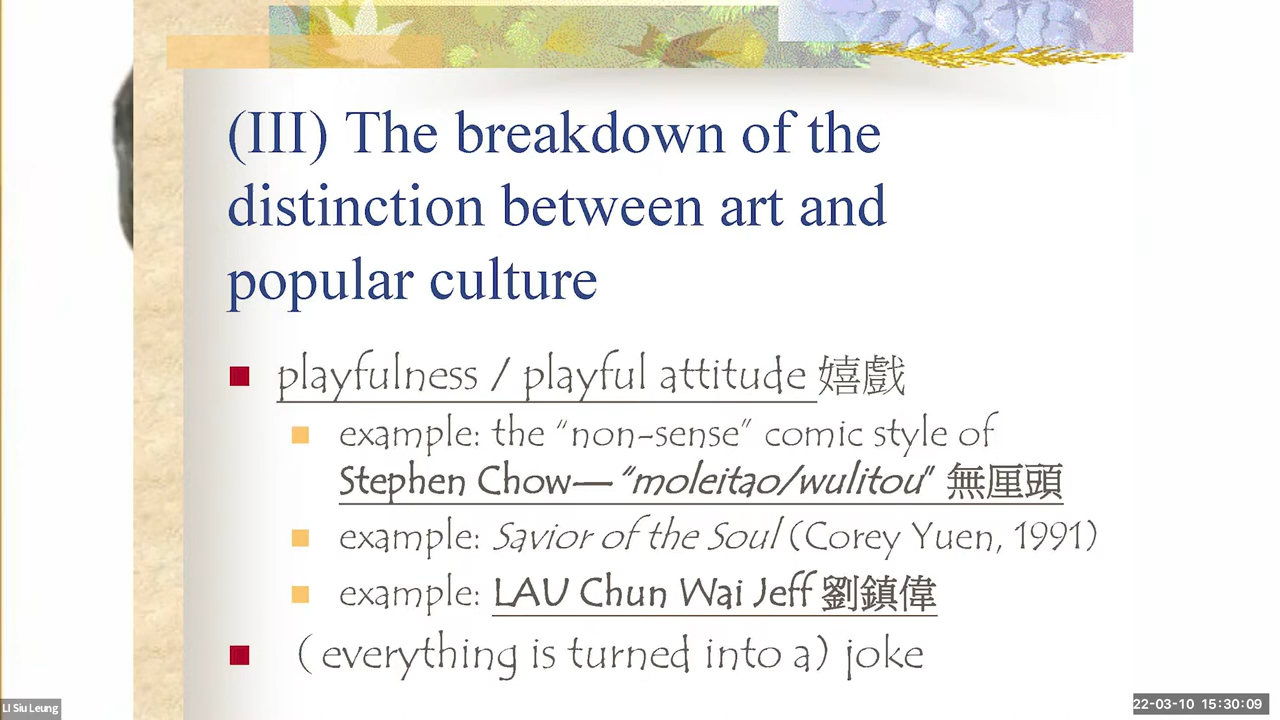 (III) The breakdown of the
distinction between art and
popular culture
playfulness / playful attitude 嬉戲
example: the “non-sense” comic style of
Stephen Chow—“moleitao/wulitou” 無厘頭
example: Savior of the Soul (Corey Yuen, 1991)
example: LAU Chun Wai Jeff 劉鎮偉
(everything is turned into a) joke
LI Siu Leung
22-03-10 15:30:09